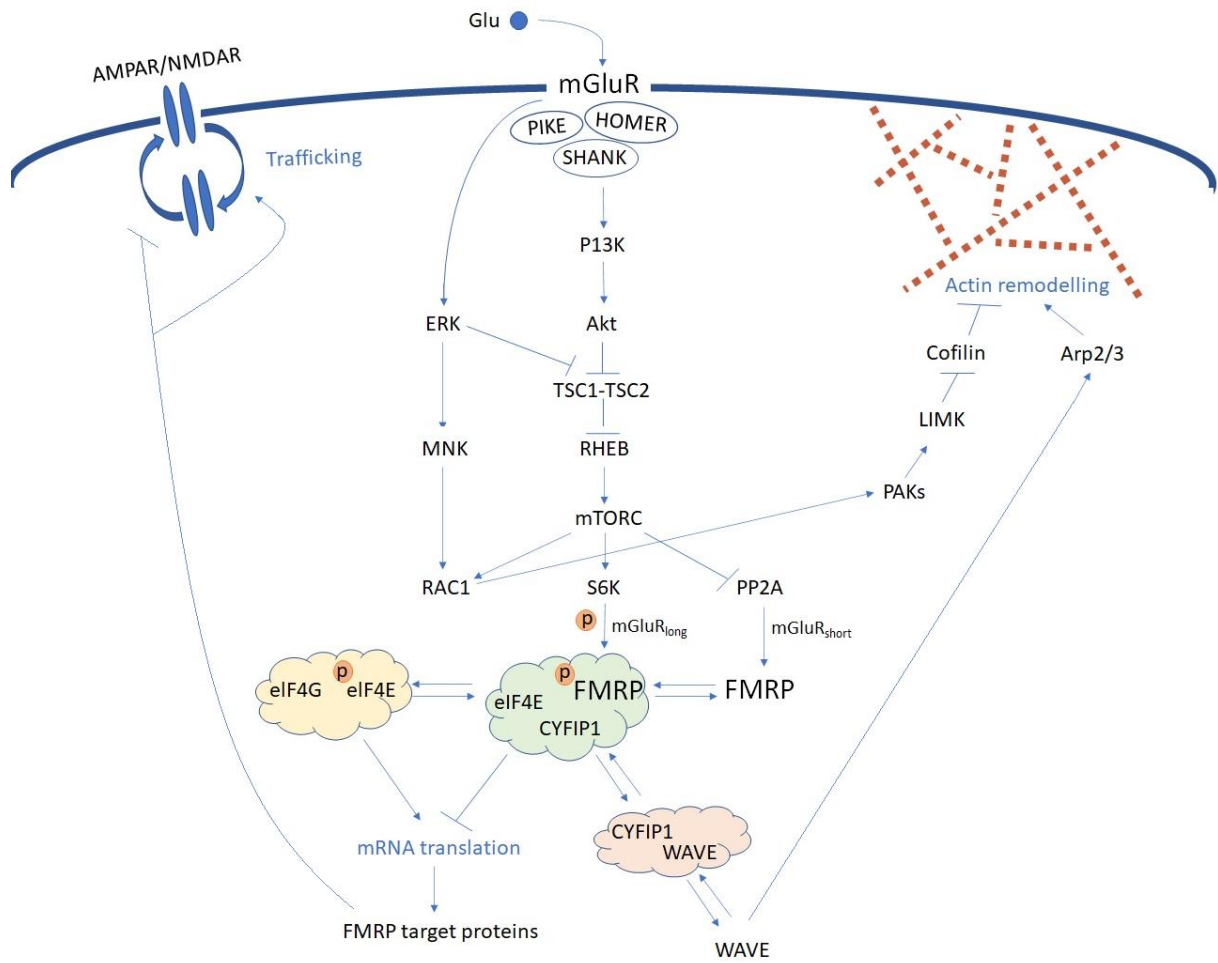 Glu
AMPAR/NMDAR
mGluR
PIKE
HOMER
SHANK
Trafficking
P13K
Actin remodelling
ERK
Akt
Cofilin
Arp2/3
TSC1-TSC2
LIMK
MNK
RHEB
PAKs
mTORC
RAC1
S6K
PP2A
p
mGluRlong
mGluRshort
p
eIF4G
eIF4E
p
FMRP
eIF4E
CYFIP1
FMRP
CYFIP1
WAVE
mRNA translation
FMRP target proteins
WAVE